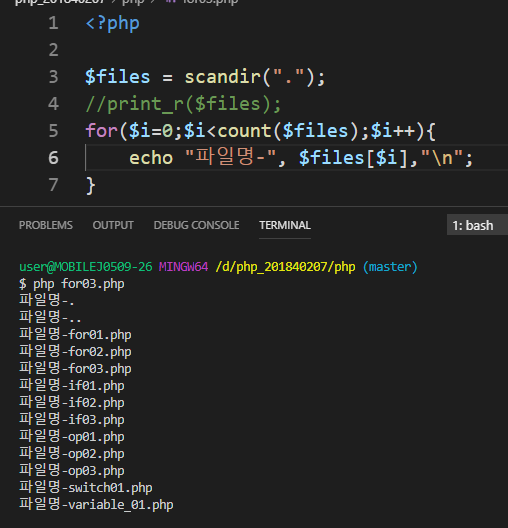 php_201840207 > php > for03.php
1 <?php
2
3 $files = scandir(".");
4 //print_r($files);
5 for($i=0;$i<count($files);$i++){
6 echo "파일명-", $files[$i],"\n";
7 }
PROBLEMS OUTPUT DEBUG CONSOLE TERMINAL 1: bash
user@MOBILEJ0509-26 MINGW64 /d/php_201840207/php (master)
$ php for03.php
파일명-.
파일명-..
파일명-for01.php
파일명-for02.php
파일명-for03.php
파일명-if01.php
파일명-if02.php
파일명-if03.php
파일명-op01.php
파일명-op02.php
파일명-op03.php
파일명-switch01.php
파일명-variable_01.php